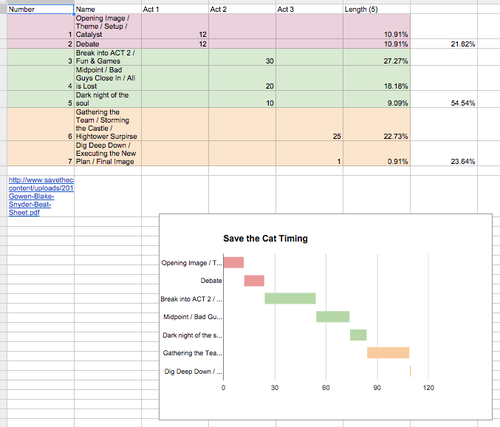 Number Name Act 1 Act 2 Act 3 Length (5)
Opening Image /
Theme / Setup /
1 Catalyst 12 10.91%
2 Debate 12 10.91% 21.82%
Break into ACT 2 /
3 Fun & Games 30 27.27%
Midpoint / Bad
Guys Close In / All
4 is Lost 20 18.18%
Dark night of the
5 soul 10 9.09% 54.54%
Gathering the
Team / Storming
the Castle /
6 Hightower Surpirse 25 22.73%
Dig Deep Down /
Executing the New
7 Plan / Final Image 1 0.91% 23.64%
http://www.savethec
content/uploads/201
Gowen-Blake-
Snyder-Beat-
Sheet.pdf
Save the Cat Timing
Opening Image / T...
Debate
Break into ACT 2 / ...
Midpoint / Bad Gu...
Dark night of the s...
Gathering the Tea...
Dig Deep Down / ...
0 30 60 90 120